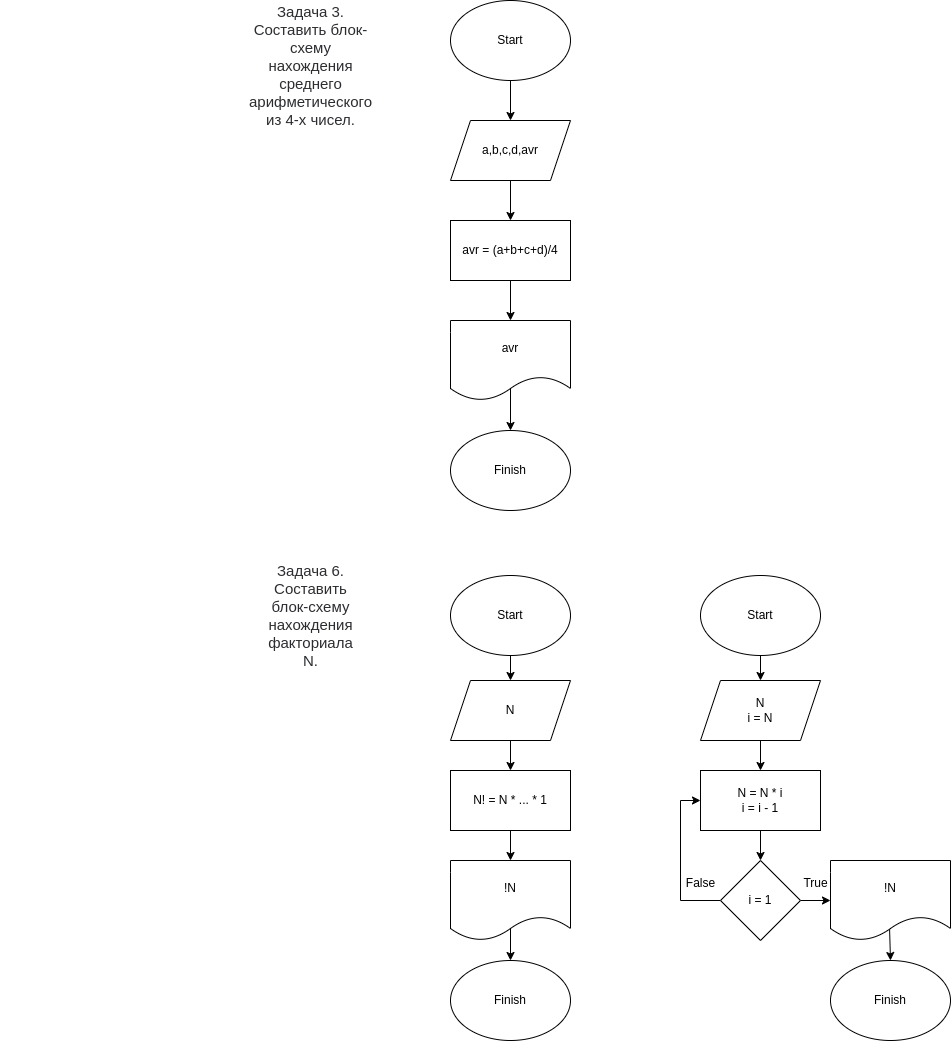 Задача 3.
Составить блок-
схему
нахождения
среднего
арифметического
из 4-х чисел.
Start
a,b,c,d,avr
avr = (a+b+c+d)/4
avr
Finish
Задача 6.
Составить
блок-схему
нахождения
факториала
N.
Start
N
N! = N * ... * 1
!N
Finish
Start
N
i = N
N = N * i
i = i - 1
False
i = 1
True
!N
Finish